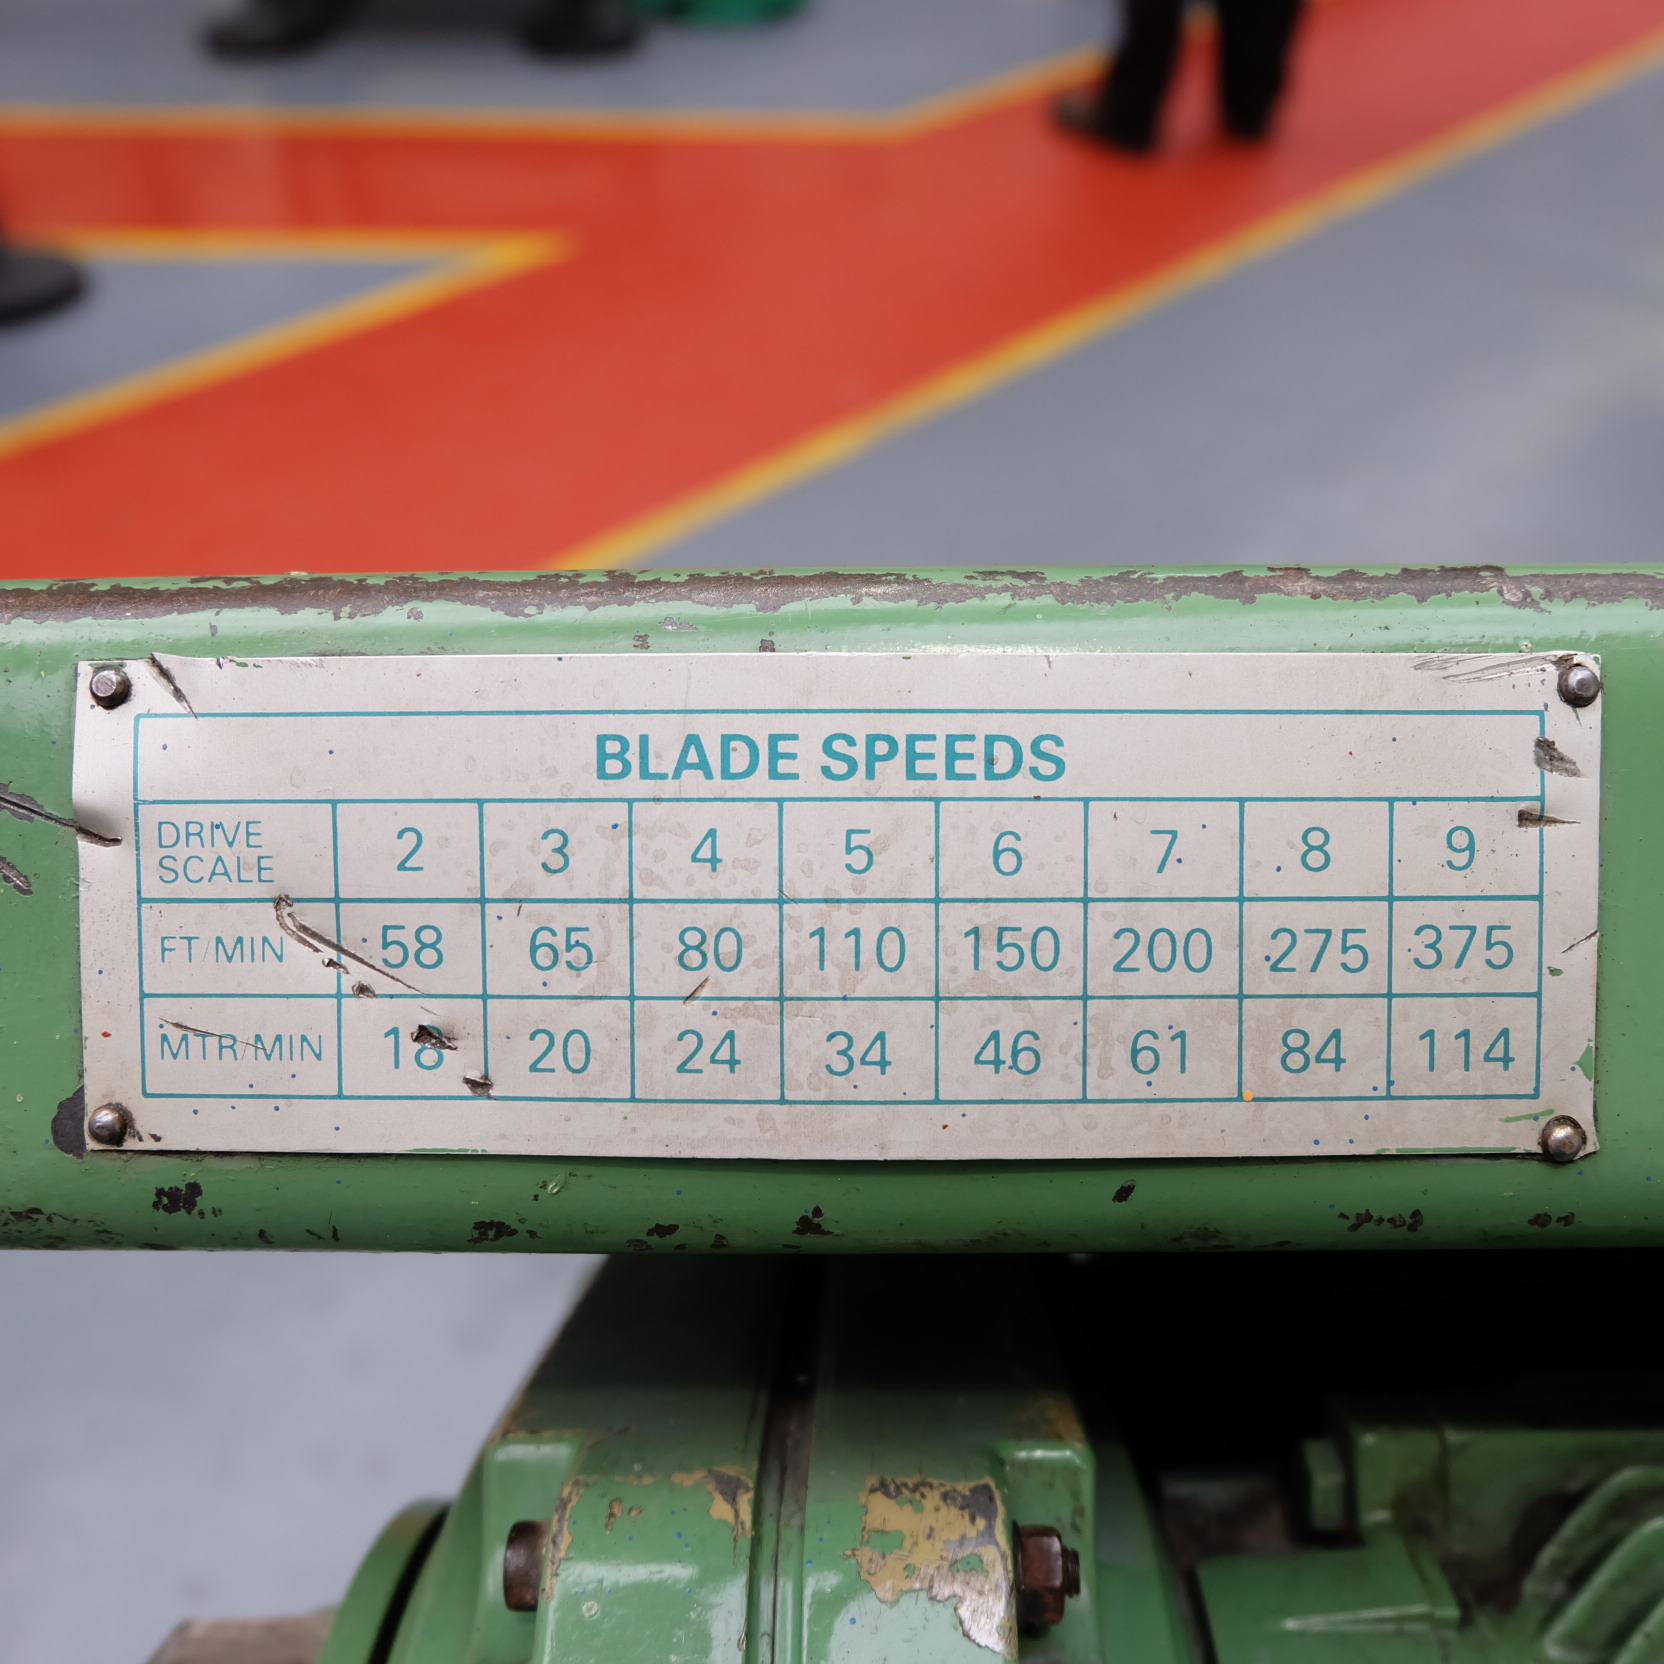 BLADE SPEEDS
DRIVE
SCALE 2 3 4 5 6 7 8 9
FT/MIN 58 65 80 110 150 200 275 375
MTR/MIN 18 20 24 34 46 61 84 114